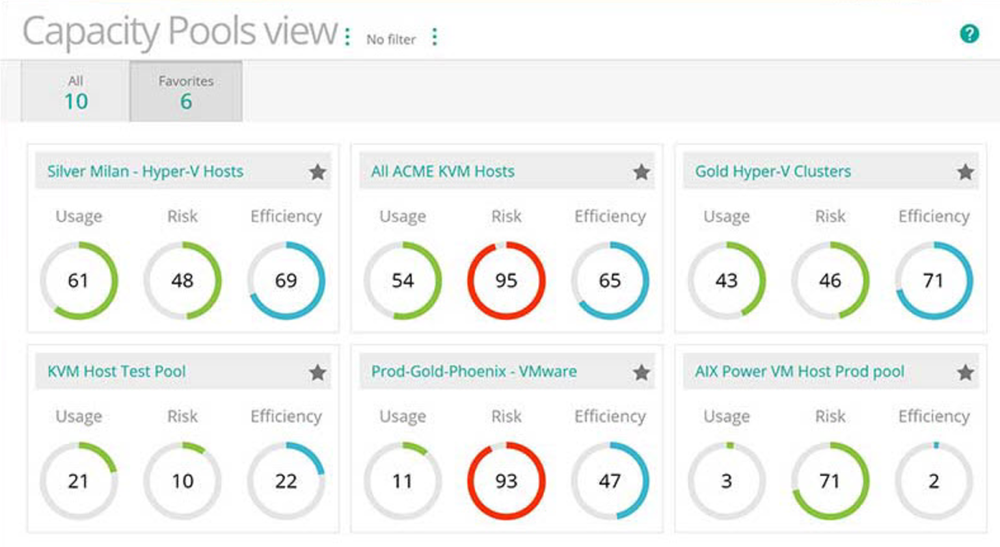 Capacity Pools view No filter ?
All
10
Favorites
6
Silver Milan - Hyper-V Hosts
Usage Risk Efficiency
61 48 69
All ACME KVM Hosts
Usage Risk Efficiency
54 95 65
Gold Hyper-V Clusters
Usage Risk Efficiency
43 46 71
KVM Host Test Pool
Usage Risk Efficiency
21 10 22
Prod-Gold-Phoenix - VMware
Usage Risk Efficiency
11 93 47
AIX Power VM Host Prod pool
Usage Risk Efficiency
3 71 2